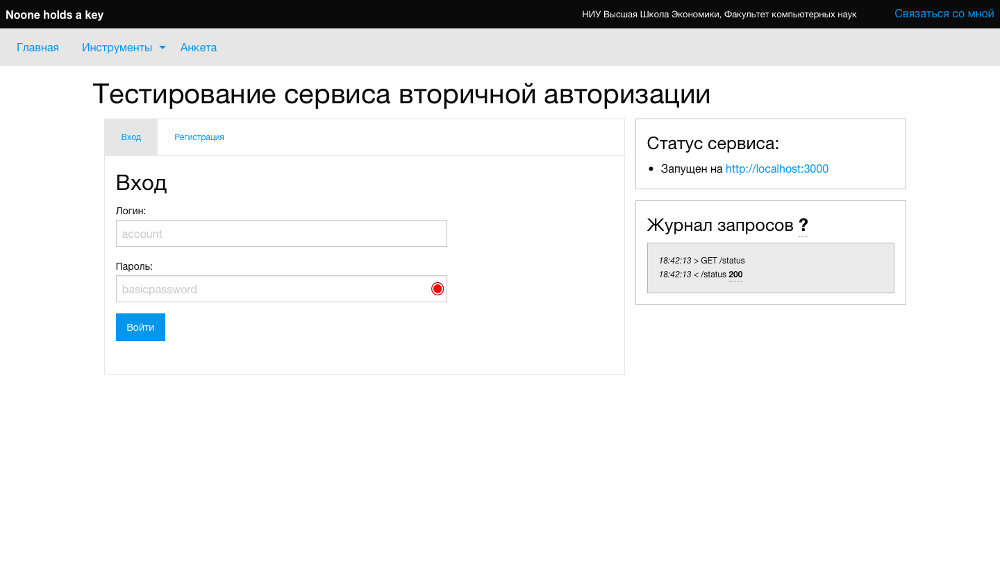 Noone holds a key
НИУ Высшая Школа Экономики, Факультет компьютерных наук
Связаться со мной
Главная
Инструменты
Анкета
Тестирование сервиса вторичной авторизации
Вход
Регистрация
Вход
Логин:
account
Пароль:
basicpassword
Войти
Статус сервиса:
Запущен на http://localhost:3000
Журнал запросов ?
18:42:13 > GET /status
18:42:13 < /status 200